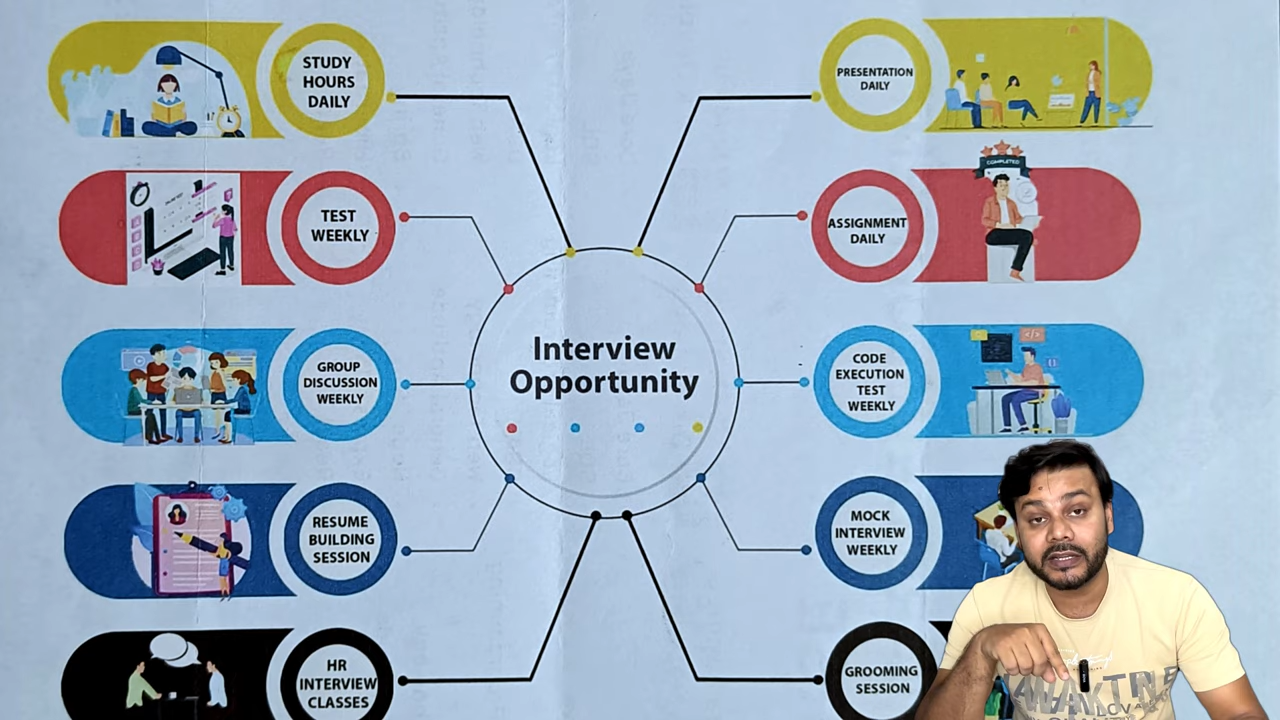 STUDY
HOURS
DAILY
PRESENTATION
DAILY
COMPLETED
TEST
WEEKLY
ASSIGNMENT
DAILY
Interview
Opportunity
GROUP
DISCUSSION
WEEKLY
CODE
EXECUTION
TEST
WEEKLY
RESUME
BUILDING
SESSION
MOCK
INTERVIEW
WEEKLY
HR
INTERVIEW
CLASSES
GROOMING
SESSION